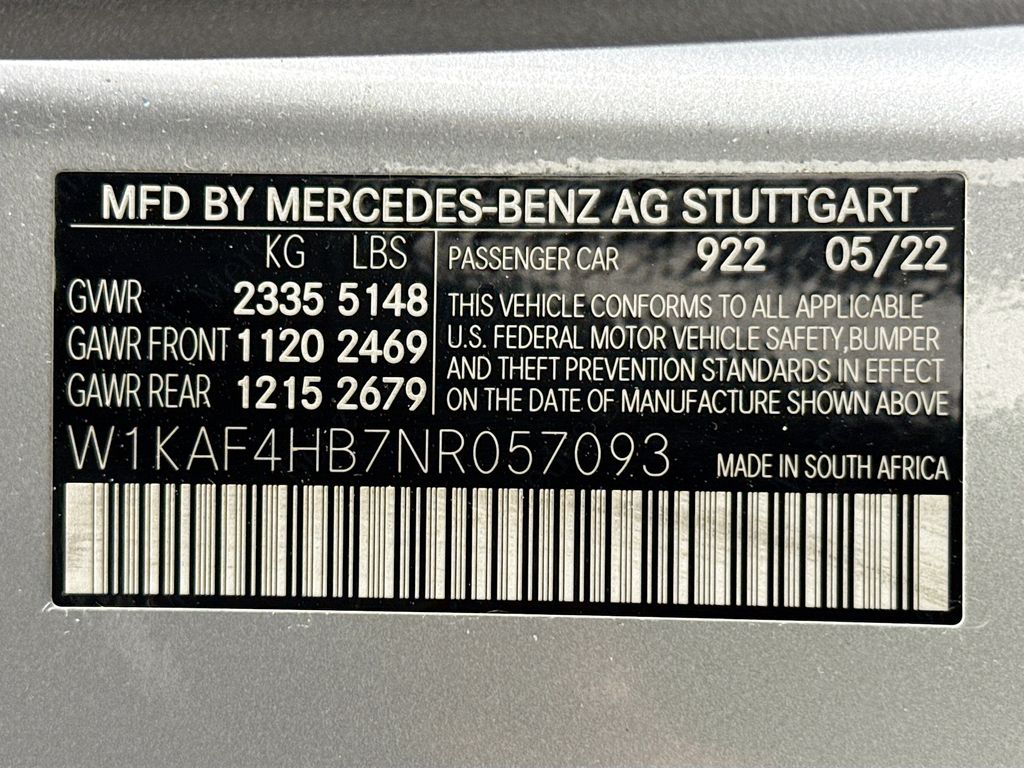 MFD BY MERCEDES-BENZ AG STUTTGART
KG LBS
GVWR 2335 5148
GAWR FRONT 1120 2469
GAWR REAR 1215 2679
PASSENGER CAR 922 05/22
THIS VEHICLE CONFORMS TO ALL APPLICABLE
U.S. FEDERAL MOTOR VEHICLE SAFETY,BUMPER
AND THEFT PREVENTION STANDARDS IN EFFECT
ON THE DATE OF MANUFACTURE SHOWN ABOVE
W1KAF4HB7NR057093 MADE IN SOUTH AFRICA